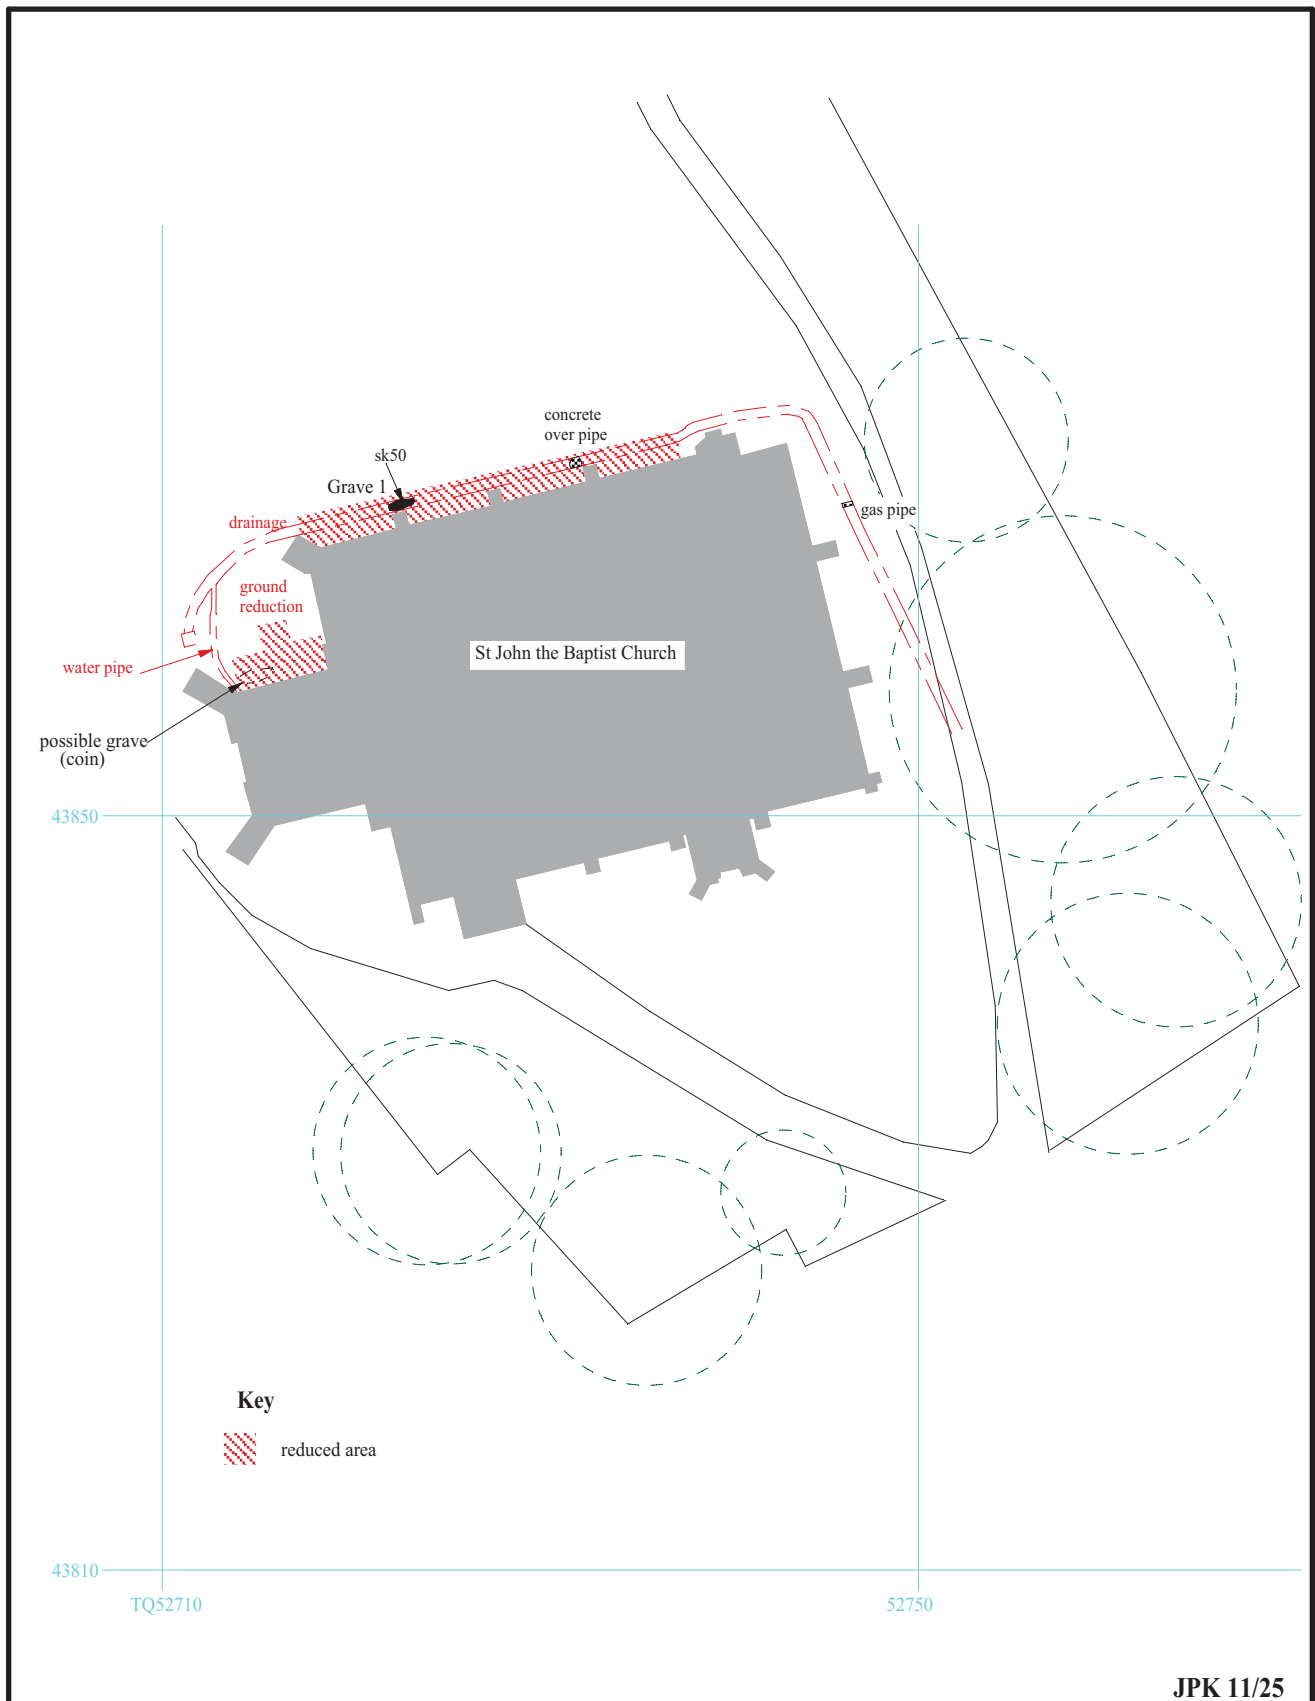 concrete
over pipe
sk50
Grave 1
drainage
gas pipe
ground
reduction
St John the Baptist Church
water pipe
possible grave
(coin)
43850
Key
reduced area
43810
TQ52710
52750
JPK 11/25